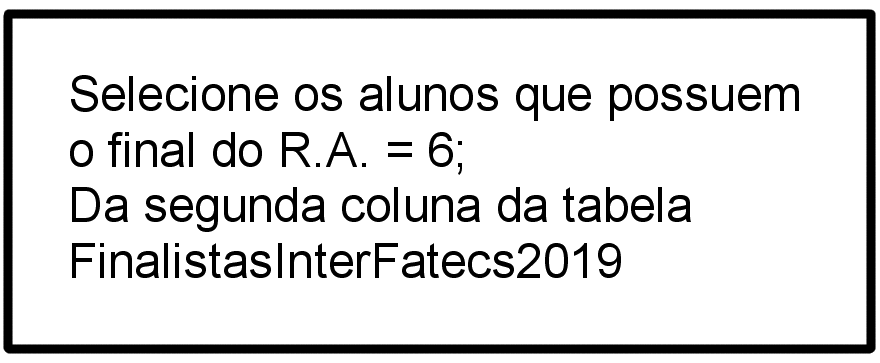 Selecione os alunos que possuem
o final do R.A. = 6;
Da segunda coluna da tabela
FinalistasInterFatecs2019